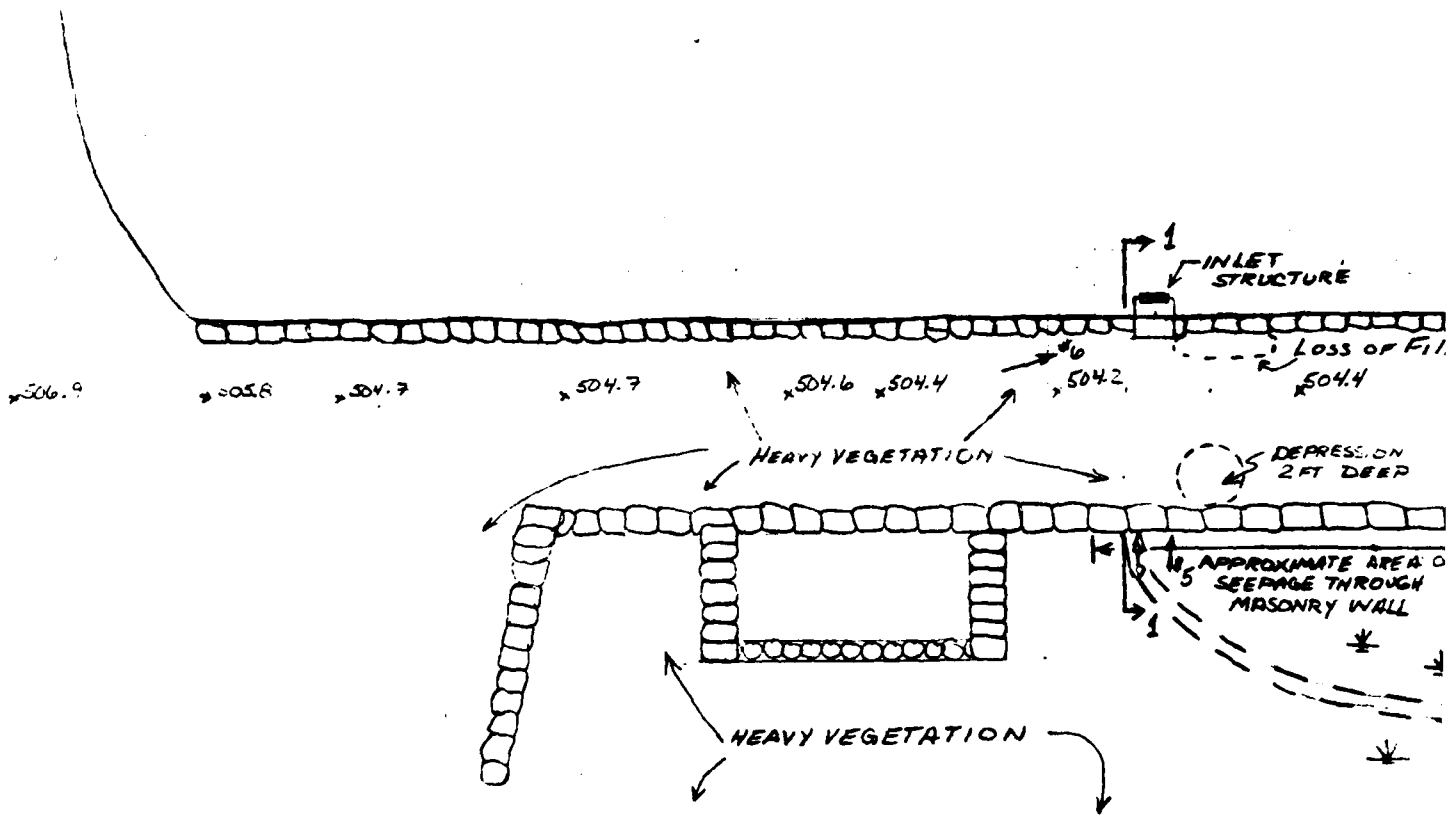 1
INLET
STRUCTURE
#6
LOSS OF
506.9
505.8
504.7
504.7
504.6
504.4
504.2
504.4
HEAVY VEGETATION
DEPRESSION
2 FT DEEP
#5
APPROXIMATE AREA
SEEPAGE THROUGH
MASONRY WALL
1
HEAVY VEGETATION